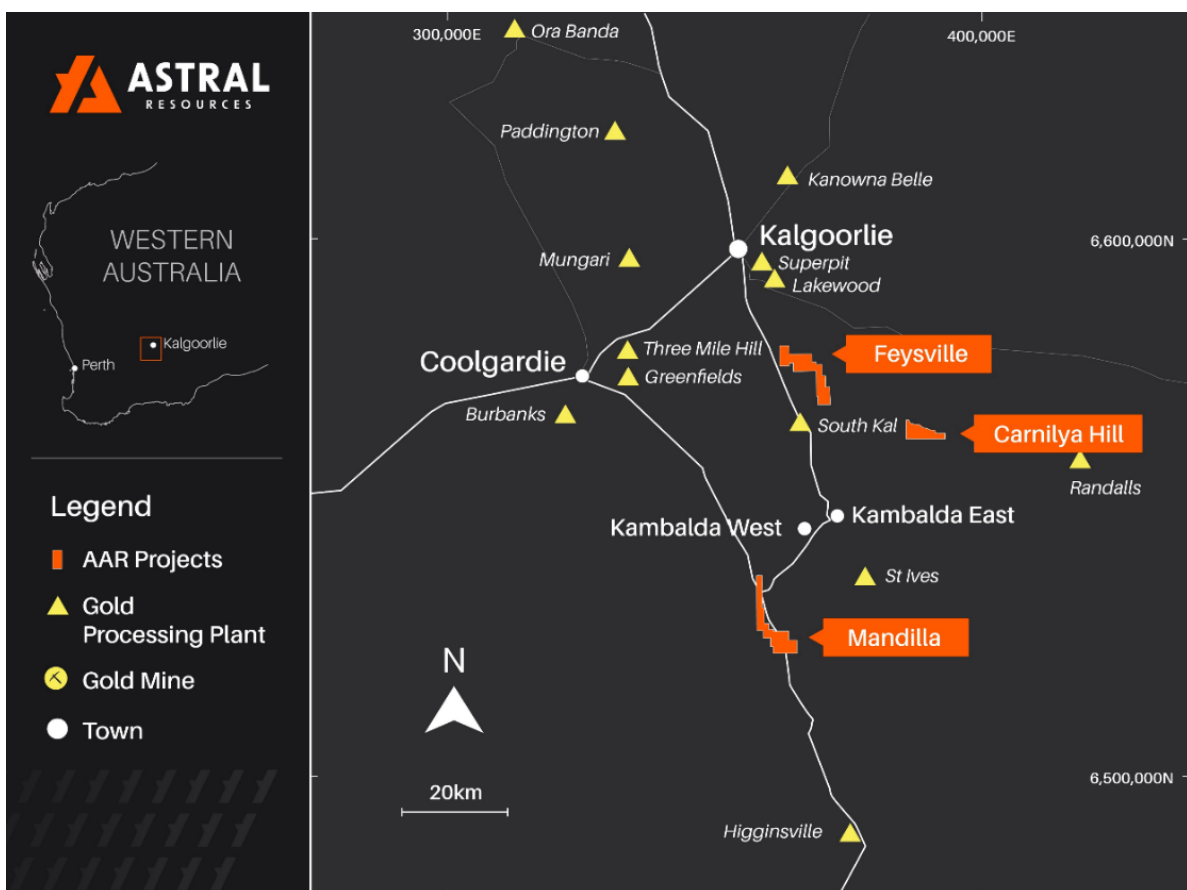 ASTRAL
RESOURCES
WESTERN
AUSTRALIA
Kalgoorlie
Perth
Legend
AAR Projects
Gold
Processing Plant
Gold Mine
Town
300,000E
400,000E
Ora Banda
Paddington
Kanowna Belle
Kalgoorlie
6,600,000N
Mungari
Superpit
Lakewood
Three Mile Hill
Feysville
Coolgardie
Greenfields
Burbanks
South Kal
Carnilya Hill
Randalls
Kambalda East
Kambalda West
St Ives
Mandilla
N
20km
6,500,000N
Higginsville